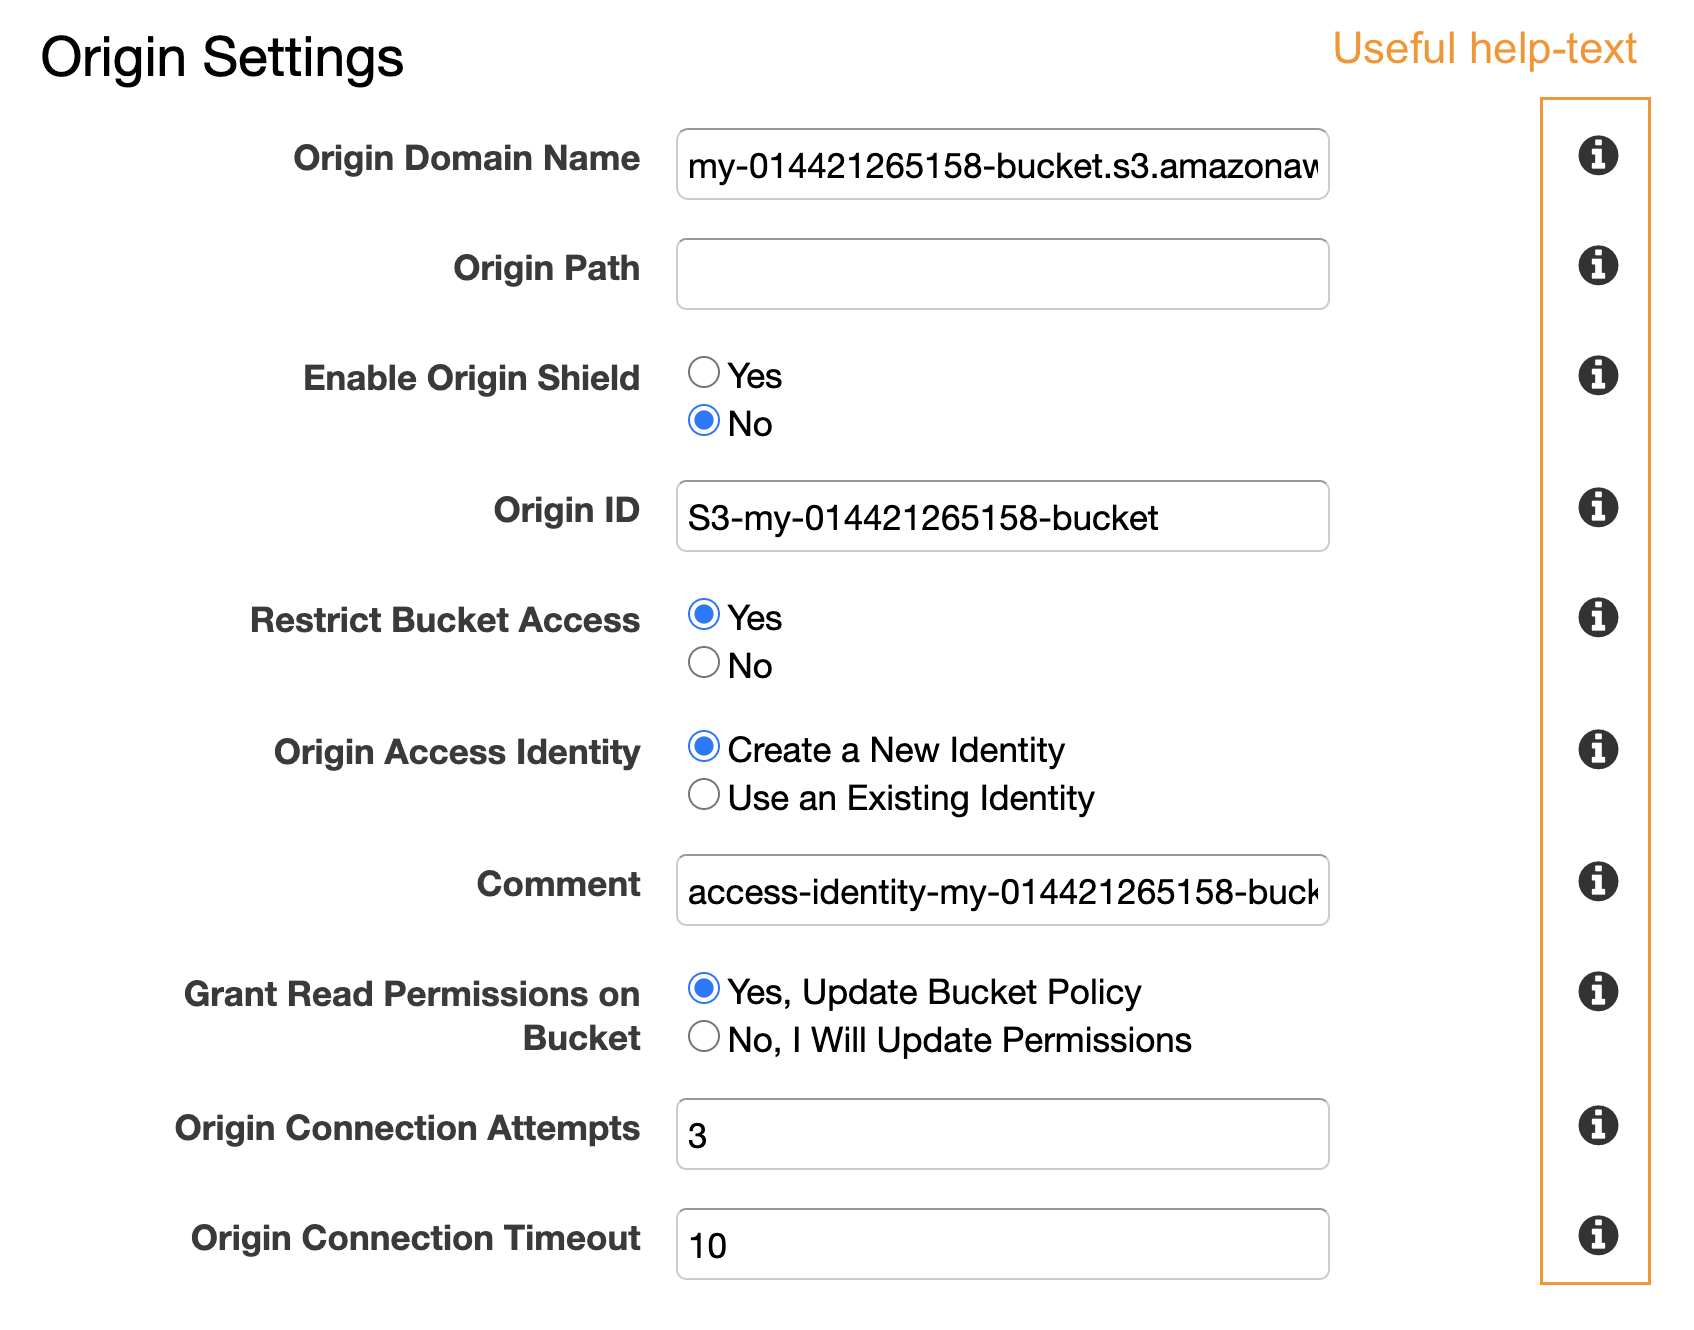 Origin Settings
Useful help-text
Origin Domain Name
my-014421265158-bucket.s3.amazonaw
Origin Path
Enable Origin Shield
Yes
No
Origin ID
S3-my-014421265158-bucket
Restrict Bucket Access
Yes
No
Origin Access Identity
Create a New Identity
Use an Existing Identity
Comment
access-identity-my-014421265158-buck
Grant Read Permissions on
Bucket
Yes, Update Bucket Policy
No, I Will Update Permissions
Origin Connection Attempts
3
Origin Connection Timeout
10